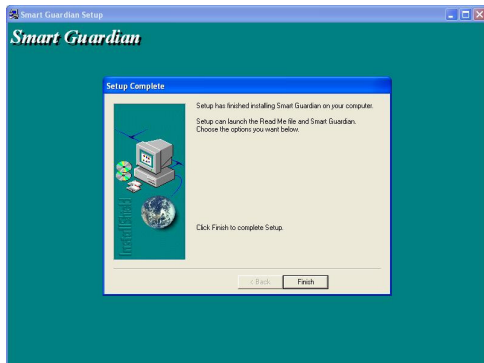 Smart Guardian Setup
Smart Guardian
Setup Complete
Setup has finished installing Smart Guardian on your computer.
Setup can launch the Read Me file and Smart Guardian.
Choose the options you want below.
InstallShield
Click Finish to complete Setup.
< Back
Finish